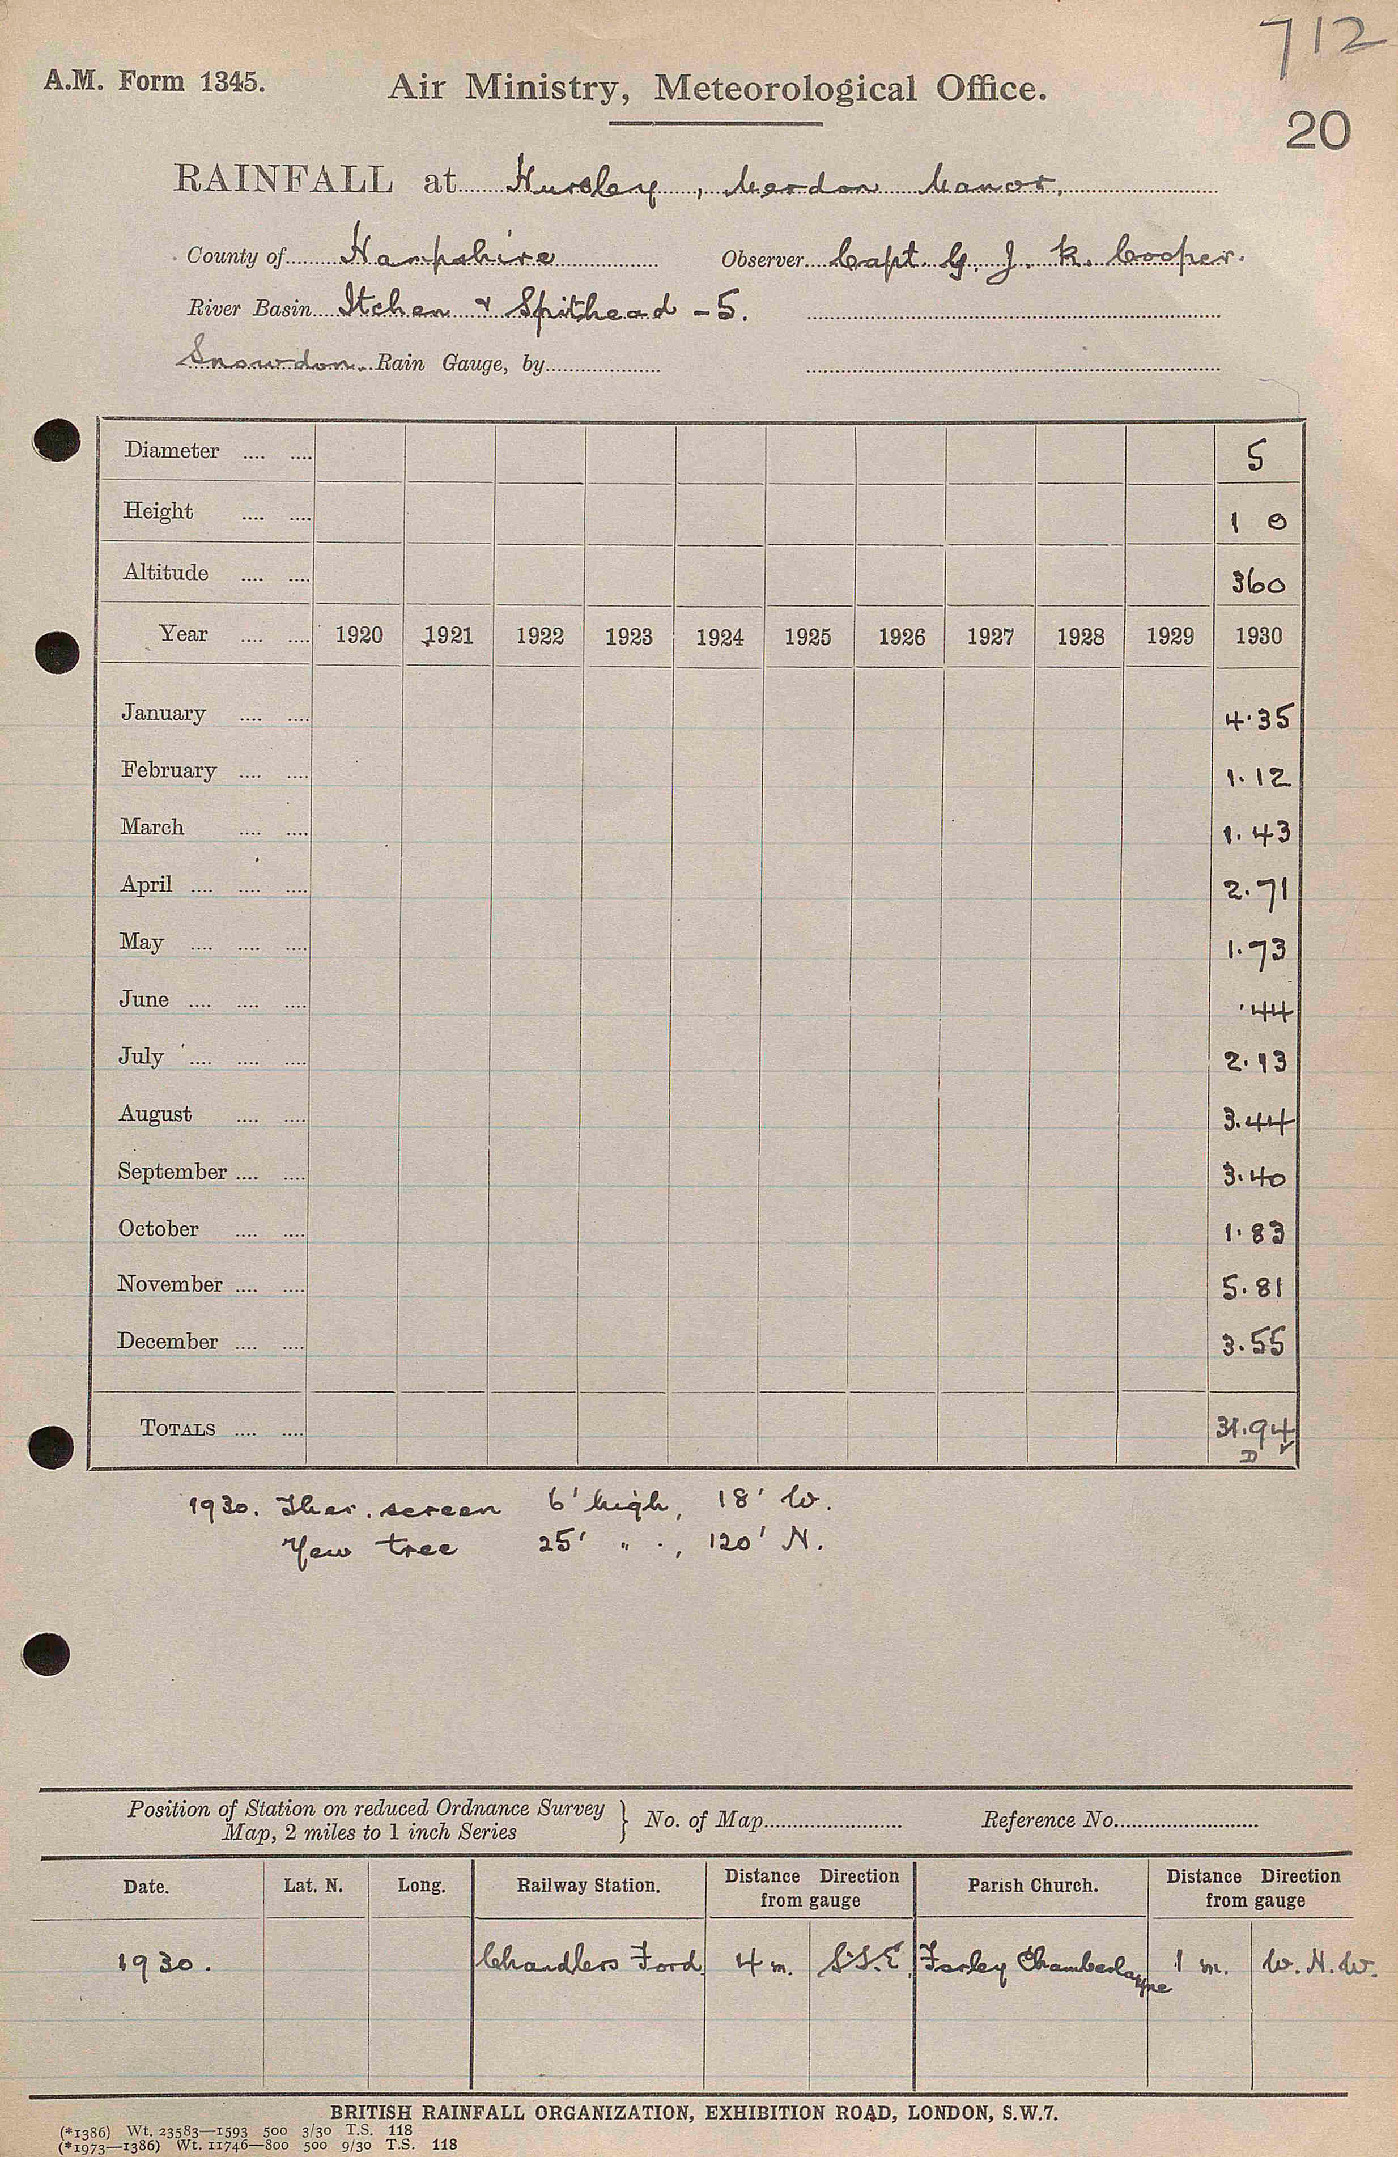 712
A.M. Form 1345. Air Ministry, Meteorological Office.
20
RAINFALL at Hursley, Merdon Manor.
County of Hampshire Observer Capt. G. J. K. Cooper.
River Basin Itchen & Spithead - 5.
Snowdon Rain Gauge, by
Diameter 5
Height 1 0
Altitude 360
Year 1920 1921 1922 1923 1924 1925 1926 1927 1928 1929 1930
January 4.35
February 1.12
March 1.43
April 2.71
May 1.73
June .44
July 2.13
August 3.44
September 3.40
October 1.83
November 5.81
December 3.55
TOTALS 31.94
D
1930. Ther. screen 6' high, 18' W.
Yew tree 25' " . , 120' N.
Position of Station on reduced Ordnance Survey Map, 2 miles to 1 inch Series } No. of Map Reference No.
Date. Lat. N. Long. Railway Station. Distance Direction from gauge Parish Church. Distance Direction from gauge
1930. Chandlers Ford 4 m. S.S.E. Farley Chamberlayne 1 m. W.N.W.
BRITISH RAINFALL ORGANIZATION, EXHIBITION ROAD, LONDON, S.W.7.
(*1386) Wt. 23583—1593 500 3/30 T.S. 118
(*1973—1386) Wt. 11746—800 500 9/30 T.S. 118